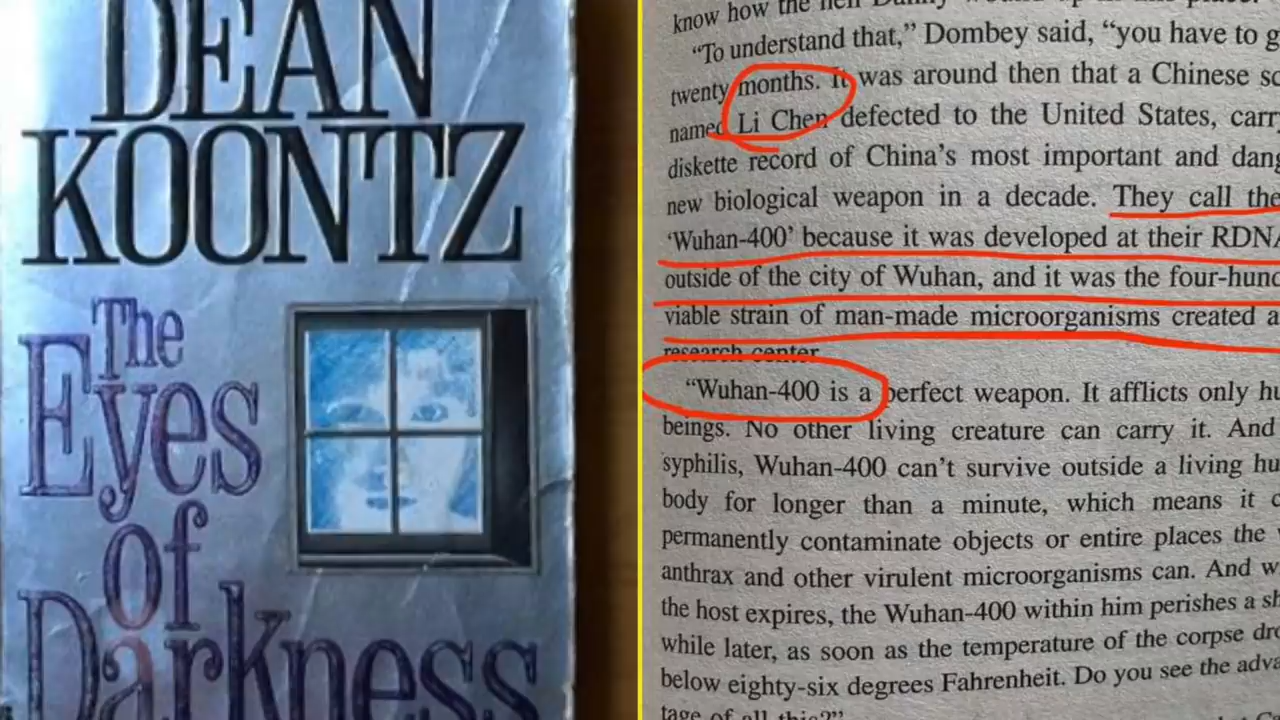 DEAN
KOONTZ
The
Eyes
of
Darkness
know how the hell Danny
"To understand that," Dombey said, "you have to g
twenty months. It was around then that a Chinese sc
named Li Chen defected to the United States, carr
diskette record of China's most important and dang
new biological weapon in a decade. They call the
'Wuhan-400' because it was developed at their RDNA
outside of the city of Wuhan, and it was the four-hund
viable strain of man-made microorganisms created a
research center.
"Wuhan-400 is a perfect weapon. It afflicts only hu
beings. No other living creature can carry it. And
syphilis, Wuhan-400 can't survive outside a living hu
body for longer than a minute, which means it c
permanently contaminate objects or entire places the
anthrax and other virulent microorganisms can. And w
the host expires, the Wuhan-400 within him perishes a sh
while later, as soon as the temperature of the corpse dro
below eighty-six degrees Fahrenheit. Do you see the adva
tage of all this?"